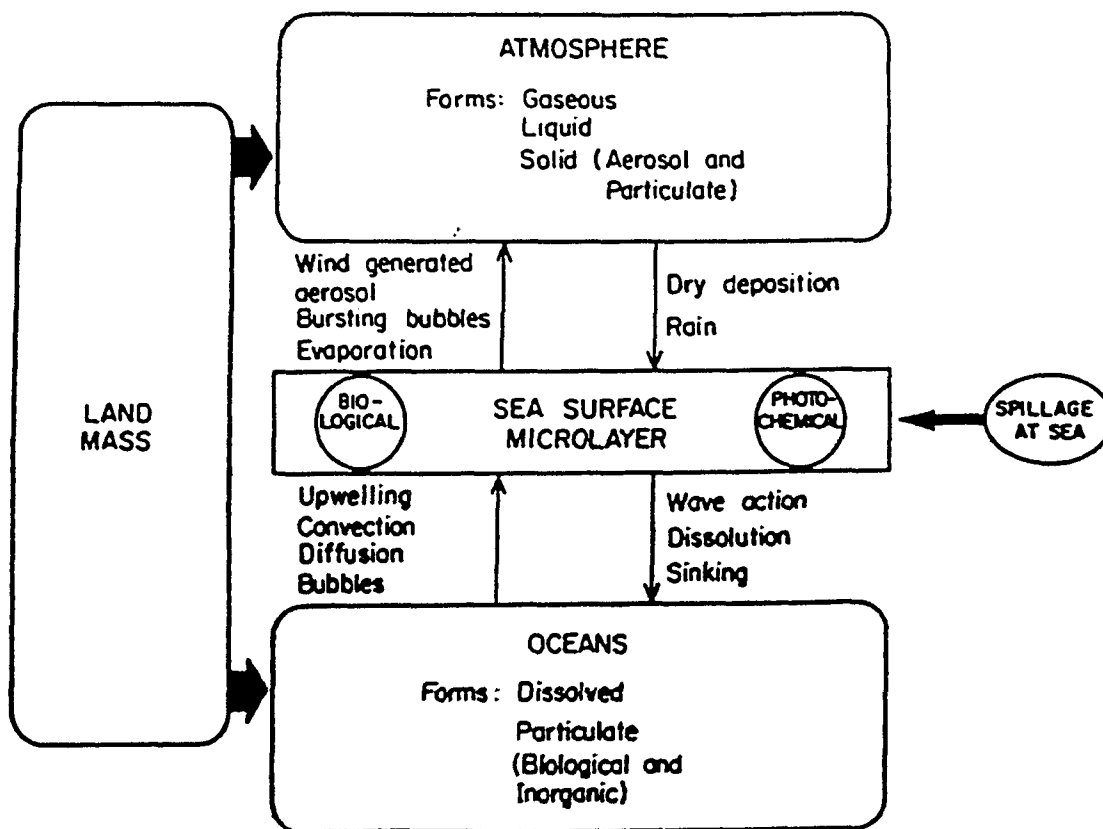 ATMOSPHERE
Forms: Gaseous
Liquid
Solid (Aerosol and
Particulate)
Wind generated
aerosol
Bursting bubbles
Evaporation
Dry deposition
Rain
LAND
MASS
BIO-
LOGICAL
SEA SURFACE
MICROLAYER
PHOTO-
CHEMICAL
SPILLAGE
AT SEA
Upwelling
Convection
Diffusion
Bubbles
Wave action
Dissolution
Sinking
OCEANS
Forms: Dissolved
Particulate
(Biological and
Inorganic)